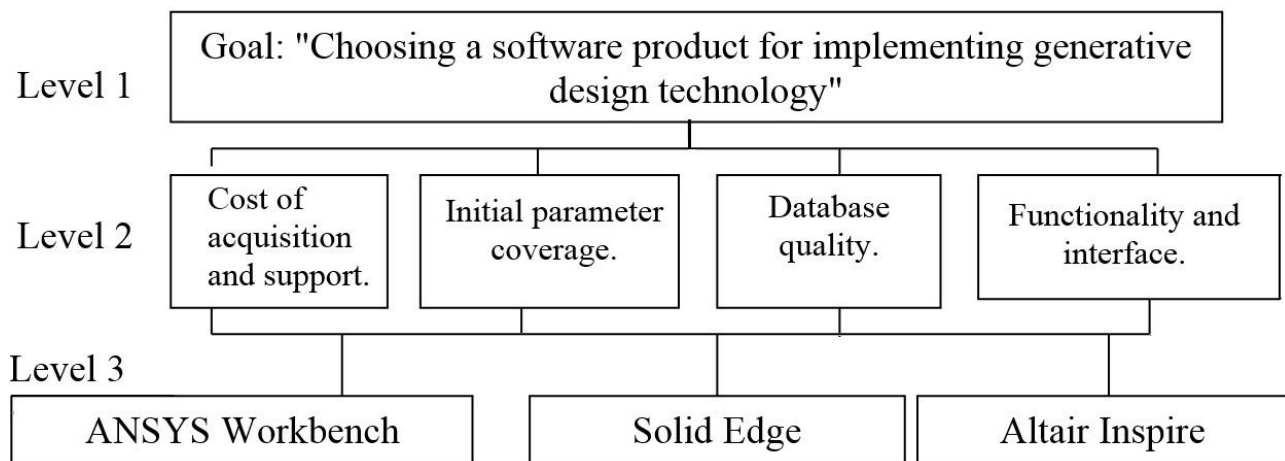 Goal: "Choosing a software product for implementing generative
design technology"
Level 1
Cost of
acquisition
and support.
Initial parameter
coverage.
Database
quality.
Functionality and
interface.
Level 2
Level 3
ANSYS Workbench
Solid Edge
Altair Inspire